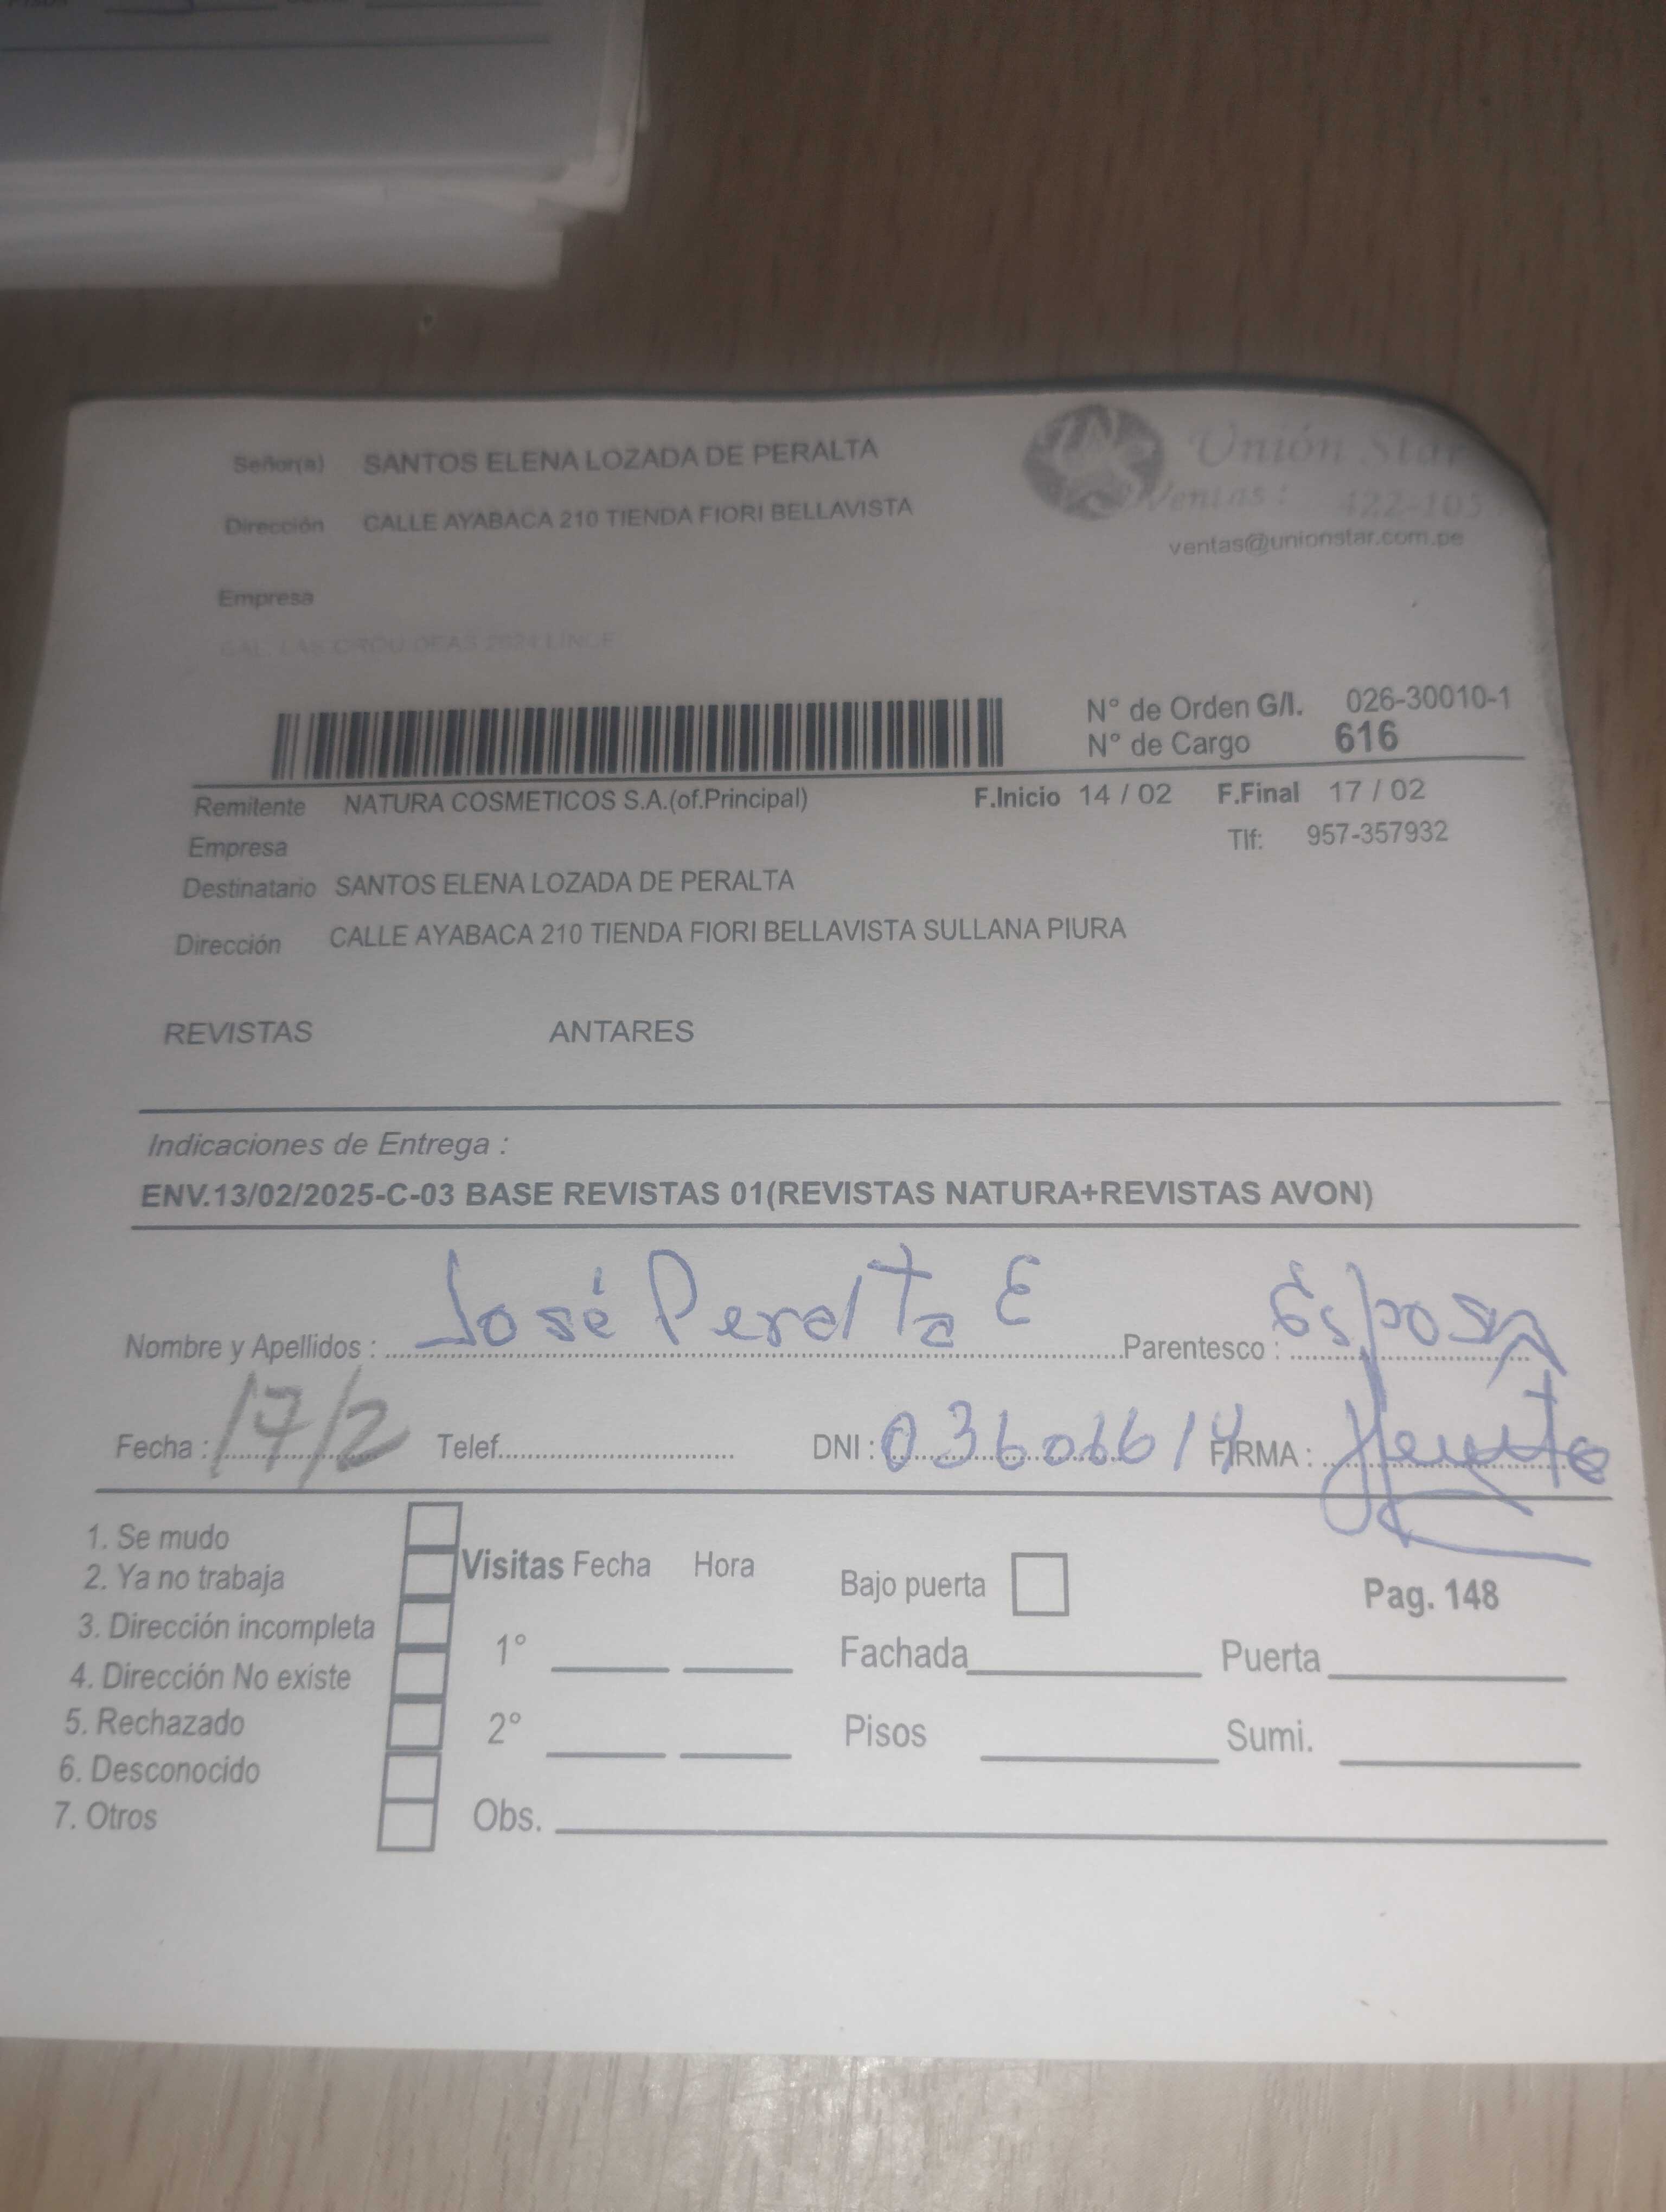 Señor(a) SANTOS ELENA LOZADA DE PERALTA
Dirección CALLE AYABACA 210 TIENDA FIORI BELLAVISTA
Unión Star
Ventas: 422-105
ventas@unionstar.com.pe
Empresa
N° de Orden G/I. 026-30010-1
N° de Cargo 616
Remitente NATURA COSMETICOS S.A.(of.Principal) F.Inicio 14 / 02 F.Final 17 / 02
Empresa Tlf: 957-357932
Destinatario SANTOS ELENA LOZADA DE PERALTA
Dirección CALLE AYABACA 210 TIENDA FIORI BELLAVISTA SULLANA PIURA
REVISTAS ANTARES
Indicaciones de Entrega :
ENV.13/02/2025-C-03 BASE REVISTAS 01(REVISTAS NATURA+REVISTAS AVON)
Nombre y Apellidos : José Peralta E Parentesco :
Fecha : 17/2 Telef. DNI : 03606614 FIRMA :
1. Se mudo
2. Ya no trabaja
3. Dirección incompleta
4. Dirección No existe
5. Rechazado
6. Desconocido
7. Otros
Visitas Fecha Hora
1°
2°
Obs.
Bajo puerta Pag. 148
Fachada Puerta
Pisos Sumi.